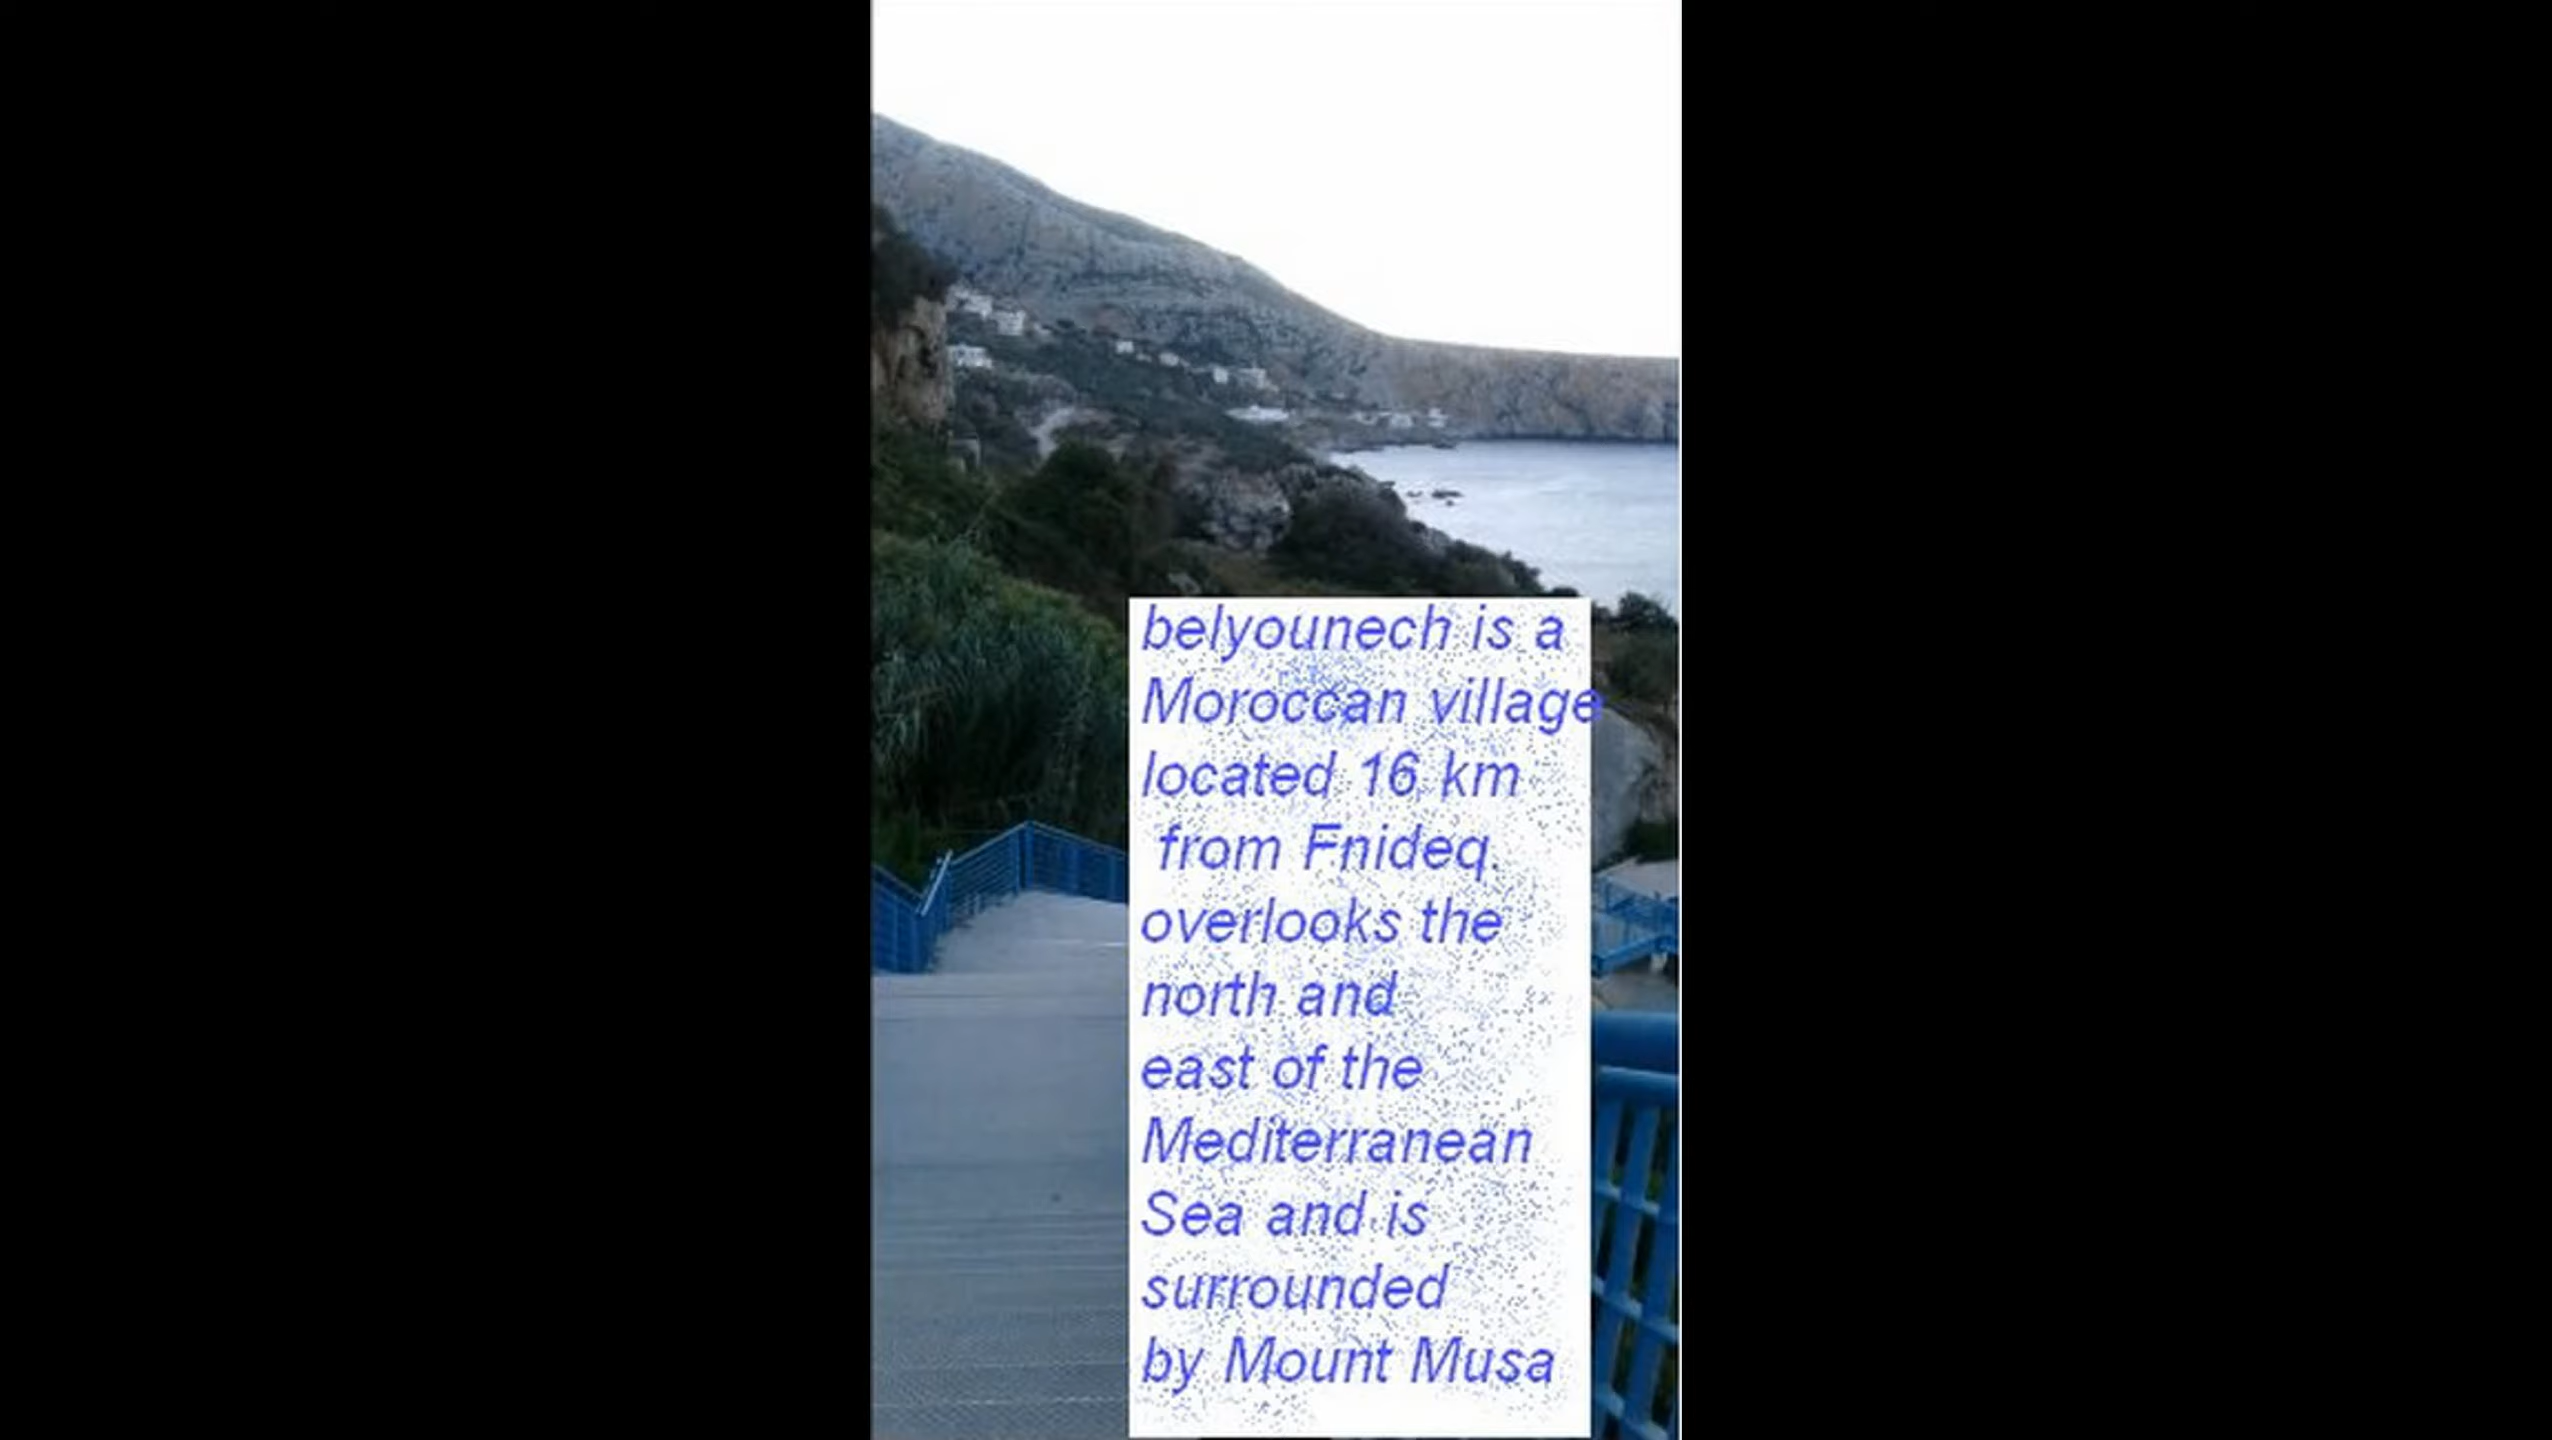 belyounech is a
Moroccan village
located 16 km
from Fnideq.
overlooks the
north and
east of the
Mediterranean
Sea and is
surrounded
by Mount Musa